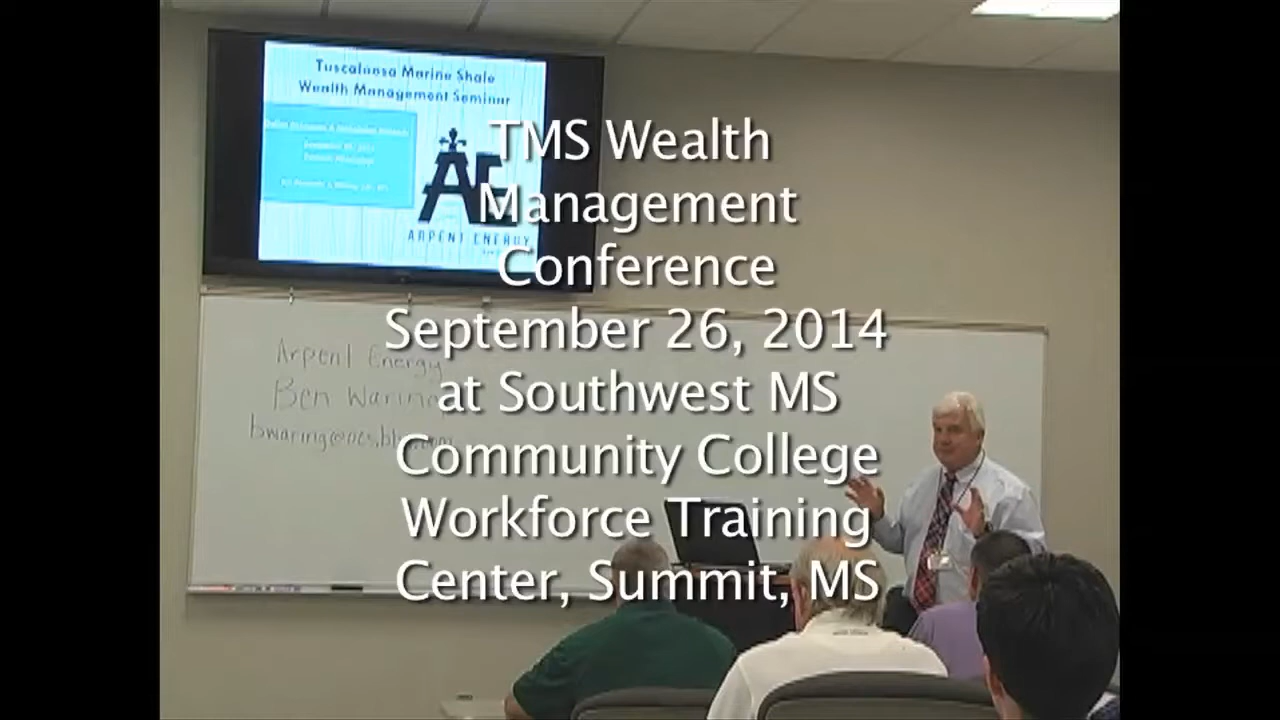 Tuscaloosa Marine Shale
Wealth Management Seminar
ARPENT ENERGY
TMS Wealth
Management
Conference
September 26, 2014
at Southwest MS
Community College
Workforce Training
Center, Summit, MS
Arpent Energy
Ben Waring